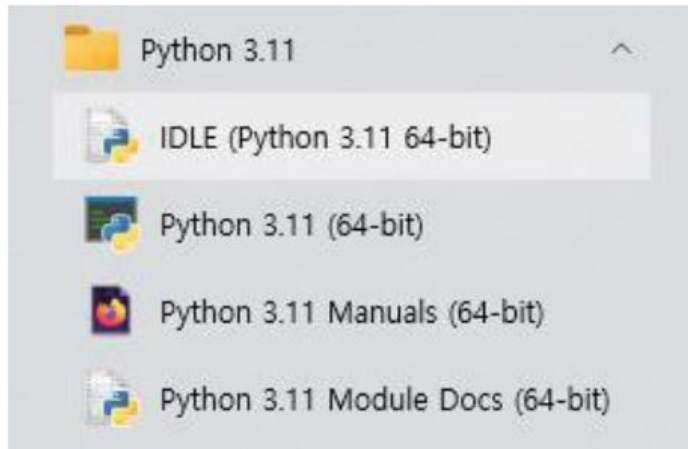 Python 3.11
IDLE (Python 3.11 64-bit)
Python 3.11 (64-bit)
Python 3.11 Manuals (64-bit)
Python 3.11 Module Docs (64-bit)